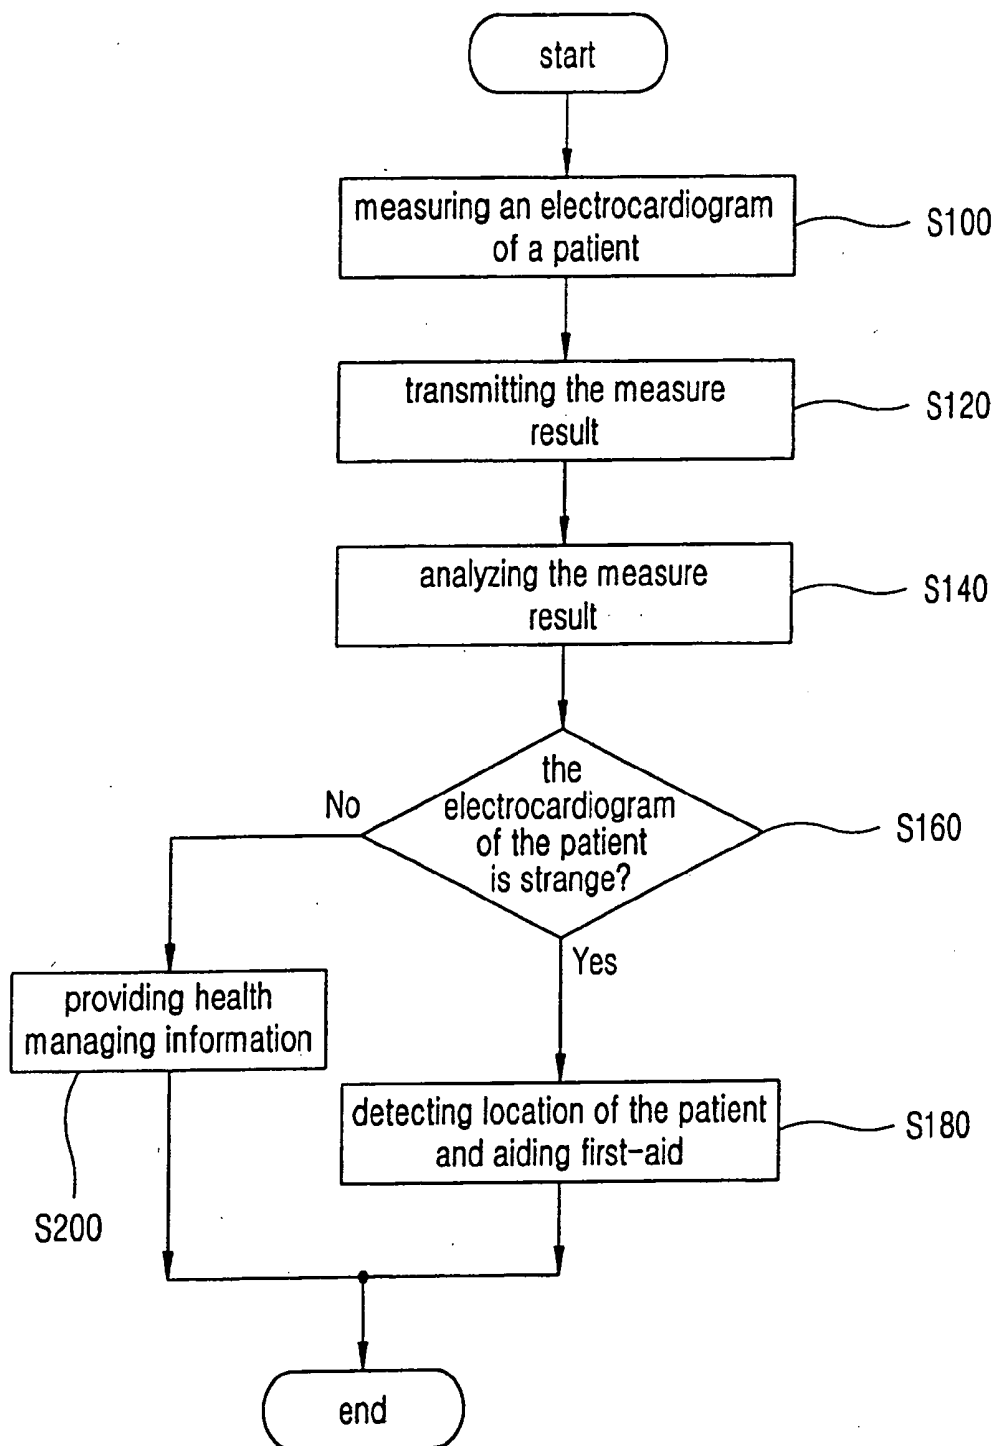 start
measuring an electrocardiogram
of a patient
S100
transmitting the measure
result
S120
analyzing the measure
result
S140
the
electrocardiogram
of the patient
is strange?
S160
No
Yes
providing health
managing information
S200
detecting location of the patient
and aiding first-aid
S180
end